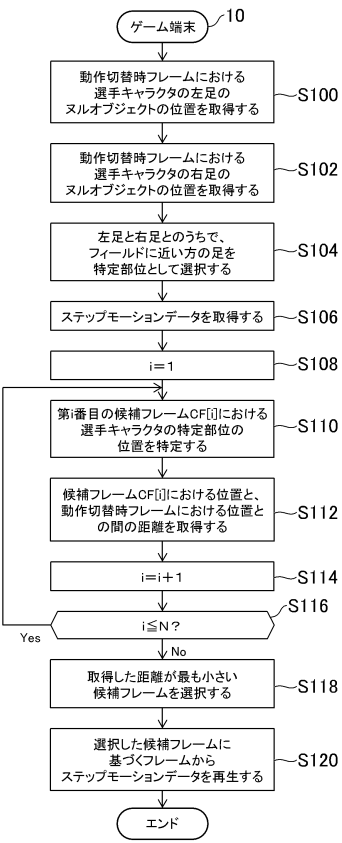 ゲーム端末
10
動作切替時フレームにおける
選手キャラクタの左足の
ヌルオブジェクトの位置を取得する
S100
動作切替時フレームにおける
選手キャラクタの右足の
ヌルオブジェクトの位置を取得する
S102
左足と右足とのうちで、
フィールドに近い方の足を
特定部位として選択する
S104
ステップモーションデータを取得する
S106
i=1
S108
第i番目の候補フレームCF[i]における
選手キャラクタの特定部位の
位置を特定する
S110
候補フレームCF[i]における位置と、
動作切替時フレームにおける位置と
の間の距離を取得する
S112
i=i+1
S114
i≦N?
S116
Yes
No
取得した距離が最も小さい
候補フレームを選択する
S118
選択した候補フレームに
基づくフレームから
ステップモーションデータを再生する
S120
エンド